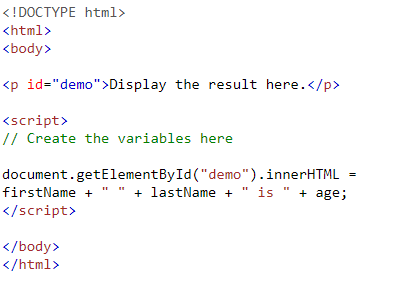 <!DOCTYPE html>
<html>
<body>
<p id="demo">Display the result here.</p>
<script>
// Create the variables here
document.getElementById("demo").innerHTML =
firstName + " " + lastName + " is " + age;
</script>
</body>
</html>